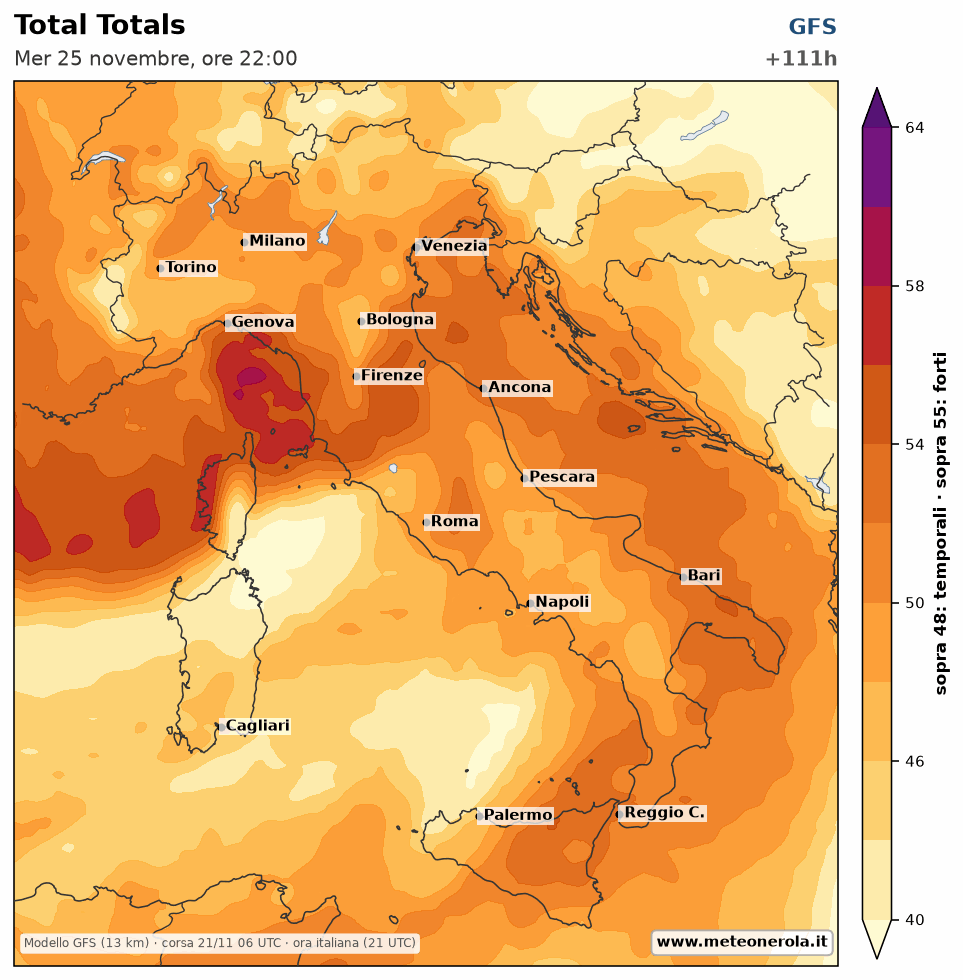 Total Totals
GFS
Mer 25 novembre, ore 22:00
+111h
Milano
Venezia
Torino
Genova
Bologna
Firenze
Ancona
Pescara
Roma
Bari
Napoli
Cagliari
Palermo
Reggio C.
64
58
54
50
46
40
sopra 48: temporali · sopra 55: forti
Modello GFS (13 km) · corsa 21/11 06 UTC · ora italiana (21 UTC)
www.meteonerola.it